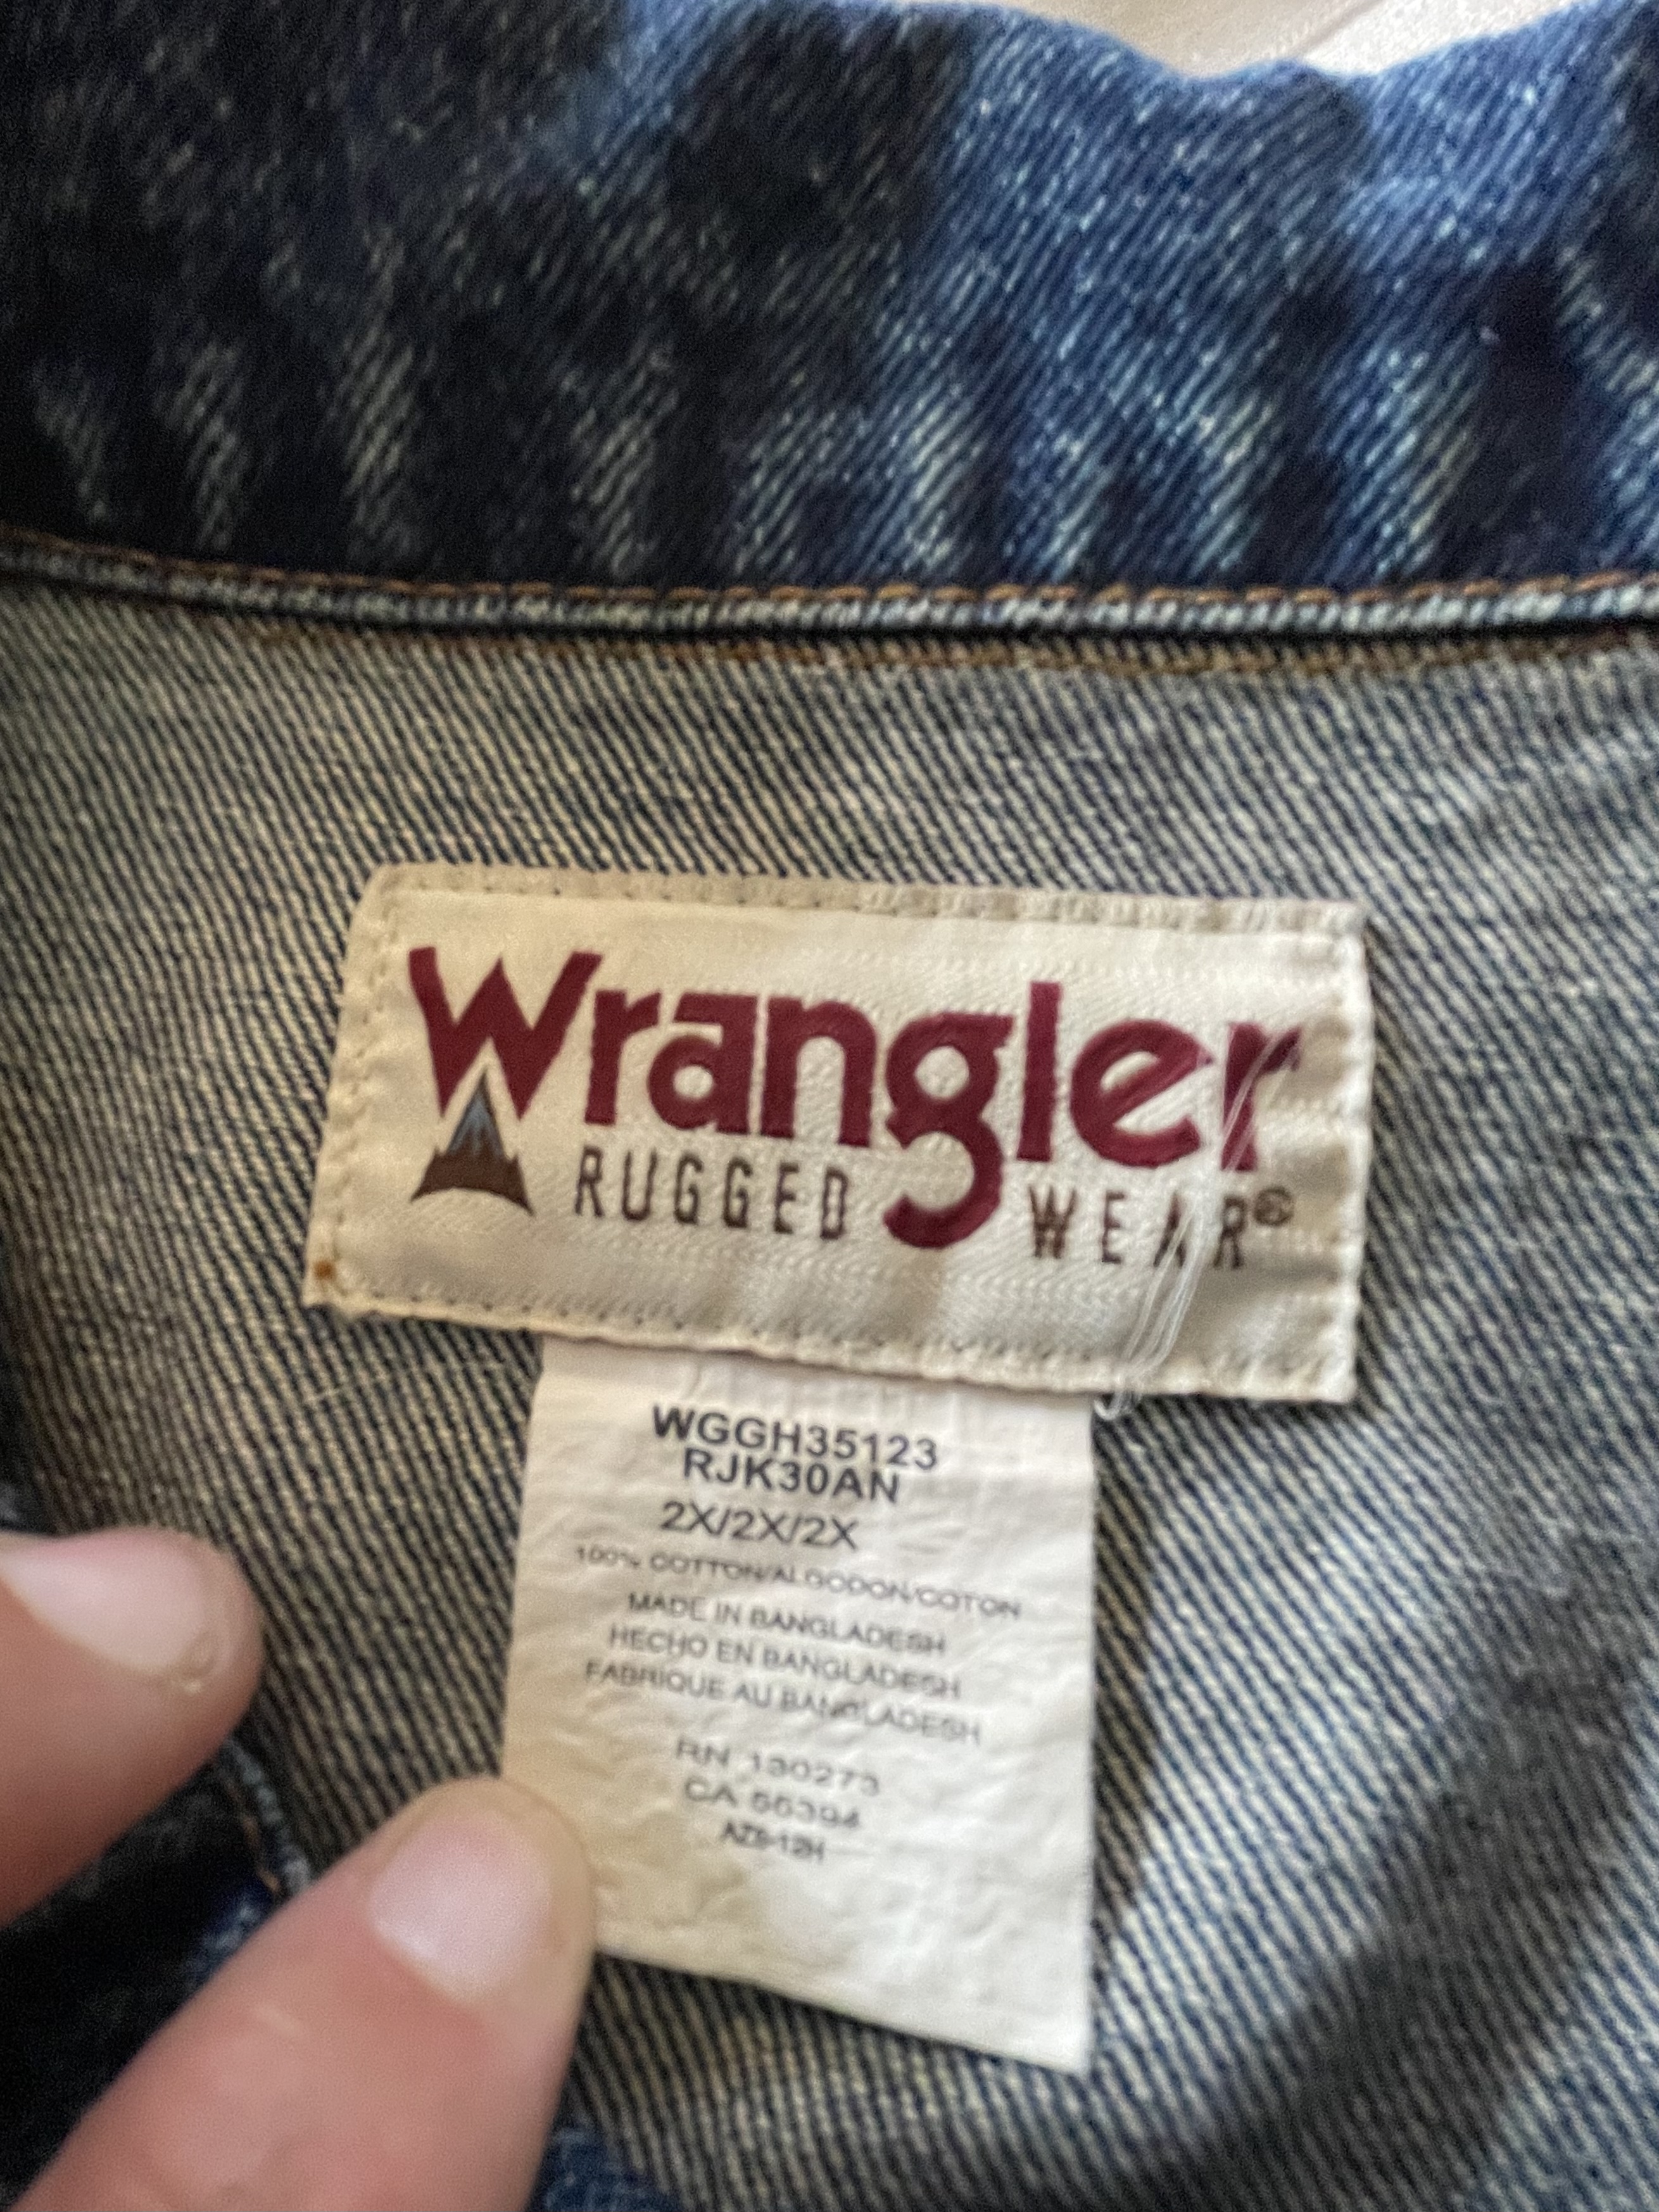 Wrangler
RUGGED WEAR®
WGGH35123
RJK30AN
2X/2X/2X
100% COTTON/ALGODON/COTON
MADE IN BANGLADESH
HECHO EN BANGLADESH
FABRIQUE AU BANGLADESH
RN 130273
CA 56394